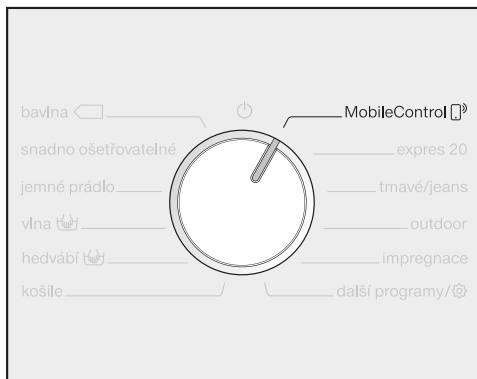 bavlna
snadno ošetřovatelné
jemné prádlo
vlna
hedvábí
košile
MobileControl
expres 20
tmavé/jeans
outdoor
impregnace
další programy/